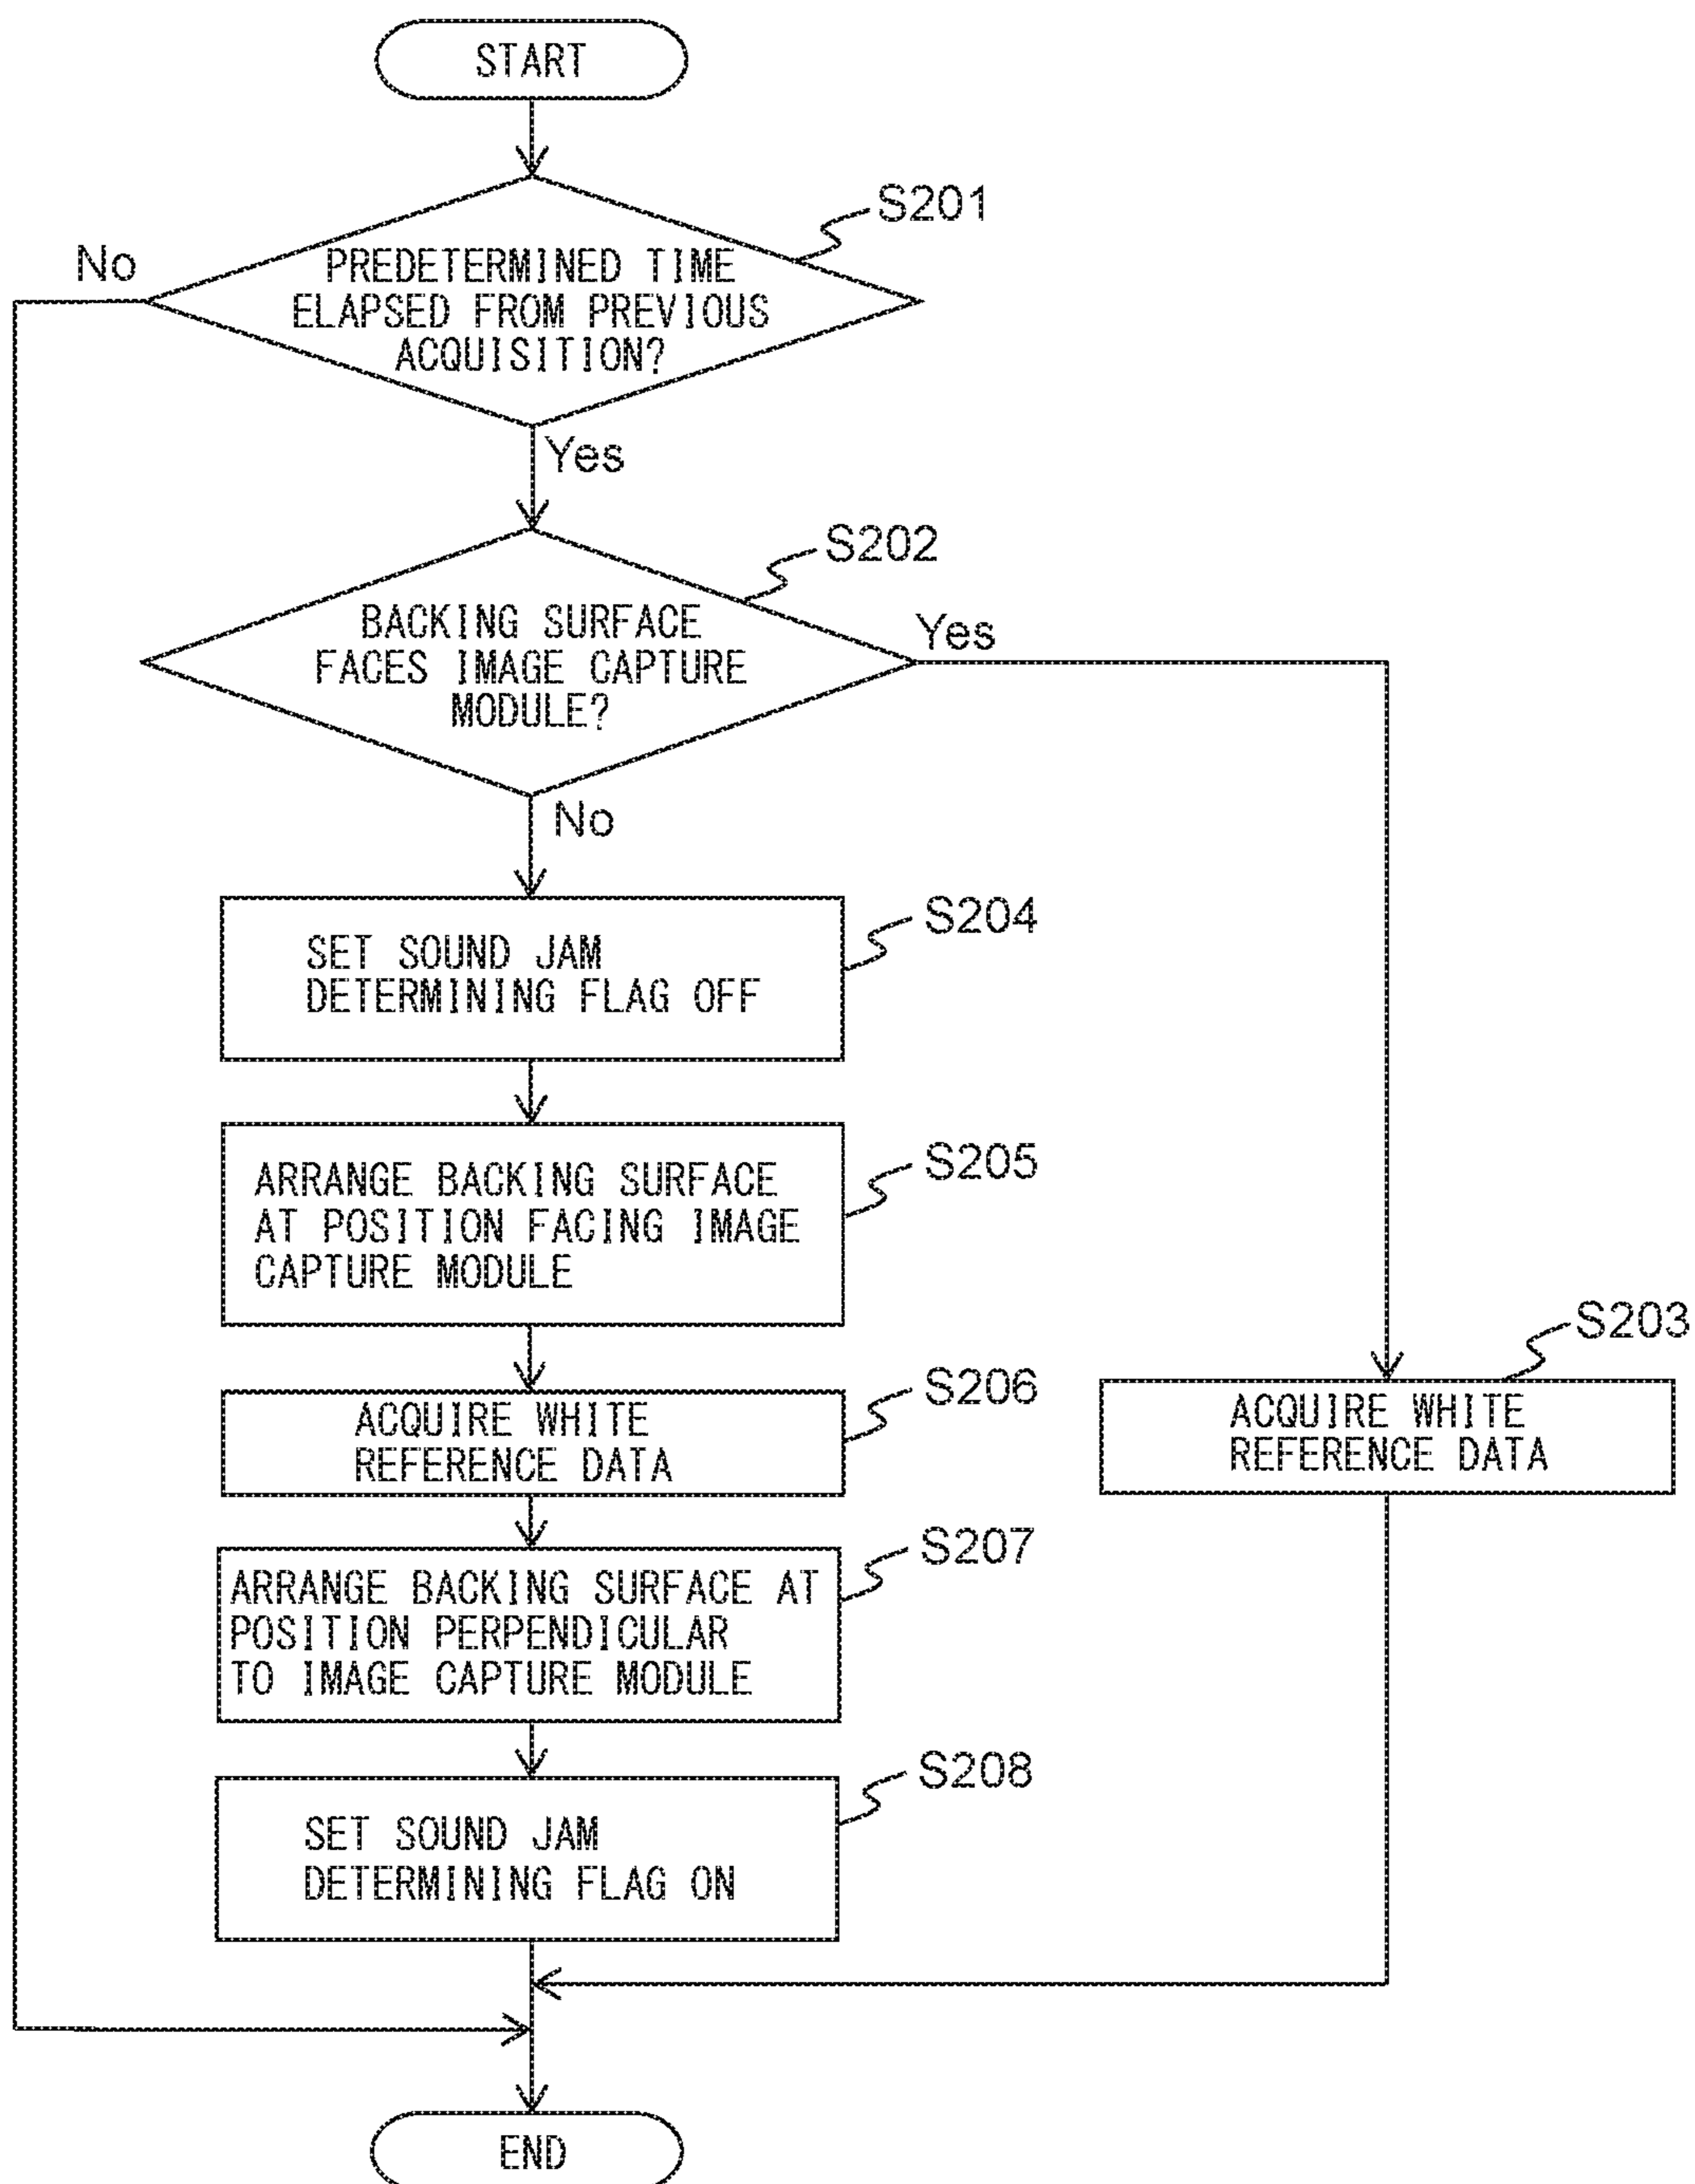 START
S201
No
PREDETERMINED TIME
ELAPSED FROM PREVIOUS
ACQUISITION?
Yes
S202
BACKING SURFACE
FACES IMAGE CAPTURE
MODULE?
Yes
No
S204
SET SOUND JAM
DETERMINING FLAG OFF
S205
ARRANGE BACKING SURFACE
AT POSITION FACING IMAGE
CAPTURE MODULE
S203
ACQUIRE WHITE
REFERENCE DATA
S206
ACQUIRE WHITE
REFERENCE DATA
S207
ARRANGE BACKING SURFACE AT
POSITION PERPENDICULAR
TO IMAGE CAPTURE MODULE
S208
SET SOUND JAM
DETERMINING FLAG ON
END